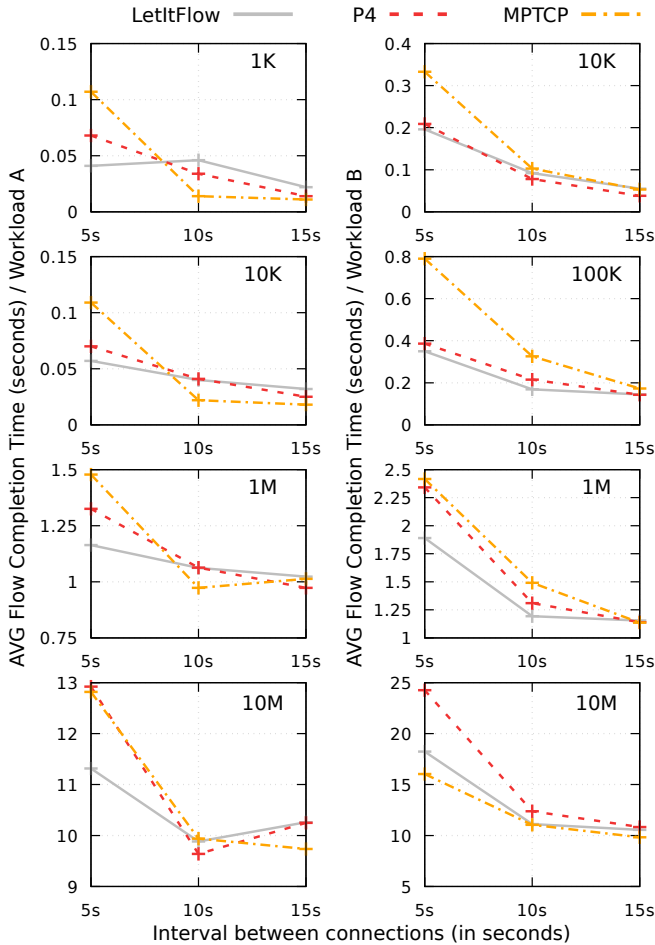 LetItFlow P4 MPTCP
AVG Flow Completion Time (seconds) / Workload A
1K
0.15
0.1
0.05
0
5s 10s 15s
10K
0.15
0.1
0.05
0
5s 10s 15s
1M
1.5
1.25
1
0.75
5s 10s 15s
10M
13
12
11
10
9
5s 10s 15s
AVG Flow Completion Time (seconds) / Workload B
10K
0.4
0.3
0.2
0.1
0
5s 10s 15s
100K
0.8
0.6
0.4
0.2
0
5s 10s 15s
1M
2.5
2.25
2
1.75
1.5
1.25
1
5s 10s 15s
10M
25
20
15
10
5
5s 10s 15s
Interval between connections (in seconds)